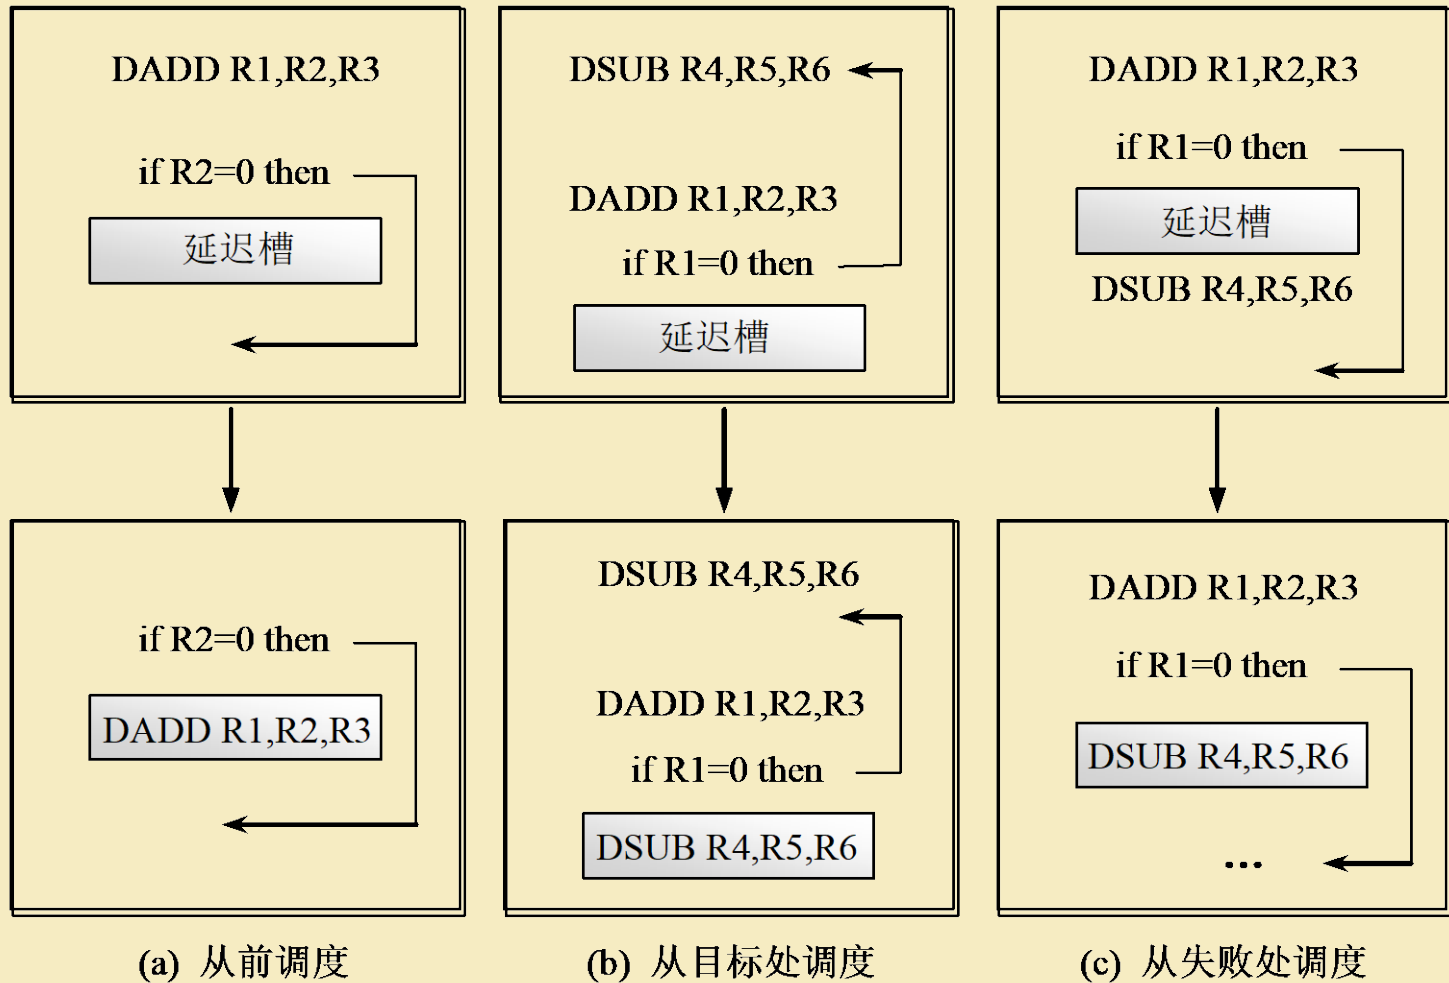 DADD R1,R2,R3
if R2=0 then
延迟槽
DSUB R4,R5,R6
DADD R1,R2,R3
if R1=0 then
延迟槽
DADD R1,R2,R3
if R1=0 then
延迟槽
DSUB R4,R5,R6
if R2=0 then
DADD R1,R2,R3
DSUB R4,R5,R6
DADD R1,R2,R3
if R1=0 then
DSUB R4,R5,R6
DADD R1,R2,R3
if R1=0 then
DSUB R4,R5,R6
...
(a) 从前调度
(b) 从目标处调度
(c) 从失败处调度